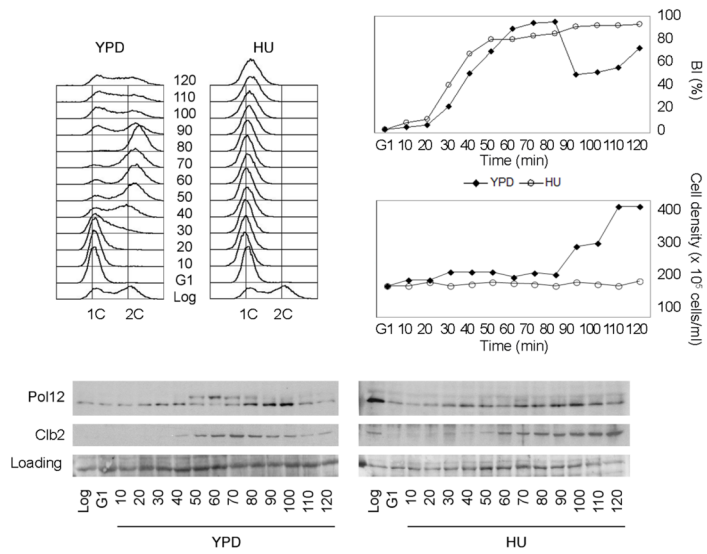 YPD
HU
120
110
100
90
80
70
60
50
40
30
20
10
G1
Log
1C 2C
1C 2C
100
80
60
40
20
0
BI (%)
G1 10 20 30 40 50 60 70 80 90 100 110 120
Time (min)
YPD HU
400
300
200
100
Cell density (x 10⁵ cells/ml)
G1 10 20 30 40 50 60 70 80 90 100 110 120
Time (min)
Pol12
Clb2
Loading
Log G1 10 20 30 40 50 60 70 80 90 100 110 120
YPD
Log G1 10 20 30 40 50 60 70 80 90 100 110 120
HU